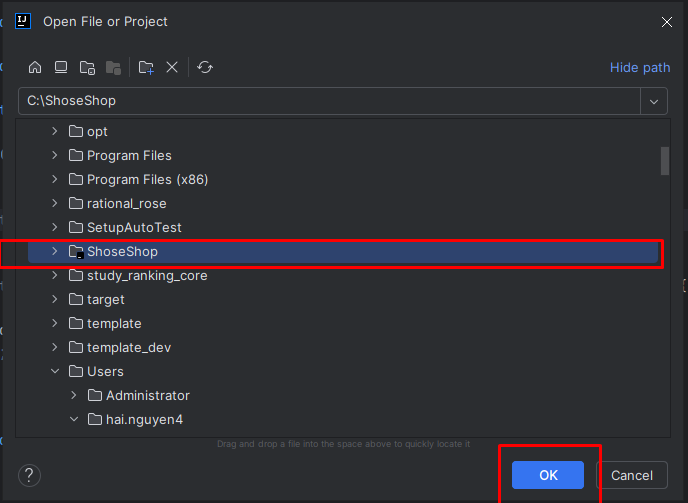 Open File or Project
Hide path
C:\ShoseShop
opt
Program Files
Program Files (x86)
rational_rose
SetupAutoTest
ShoseShop
study_ranking_core
target
template
template_dev
Users
Administrator
hai.nguyen4
Drag and drop a file into the space above to quickly locate it
?
OK
Cancel